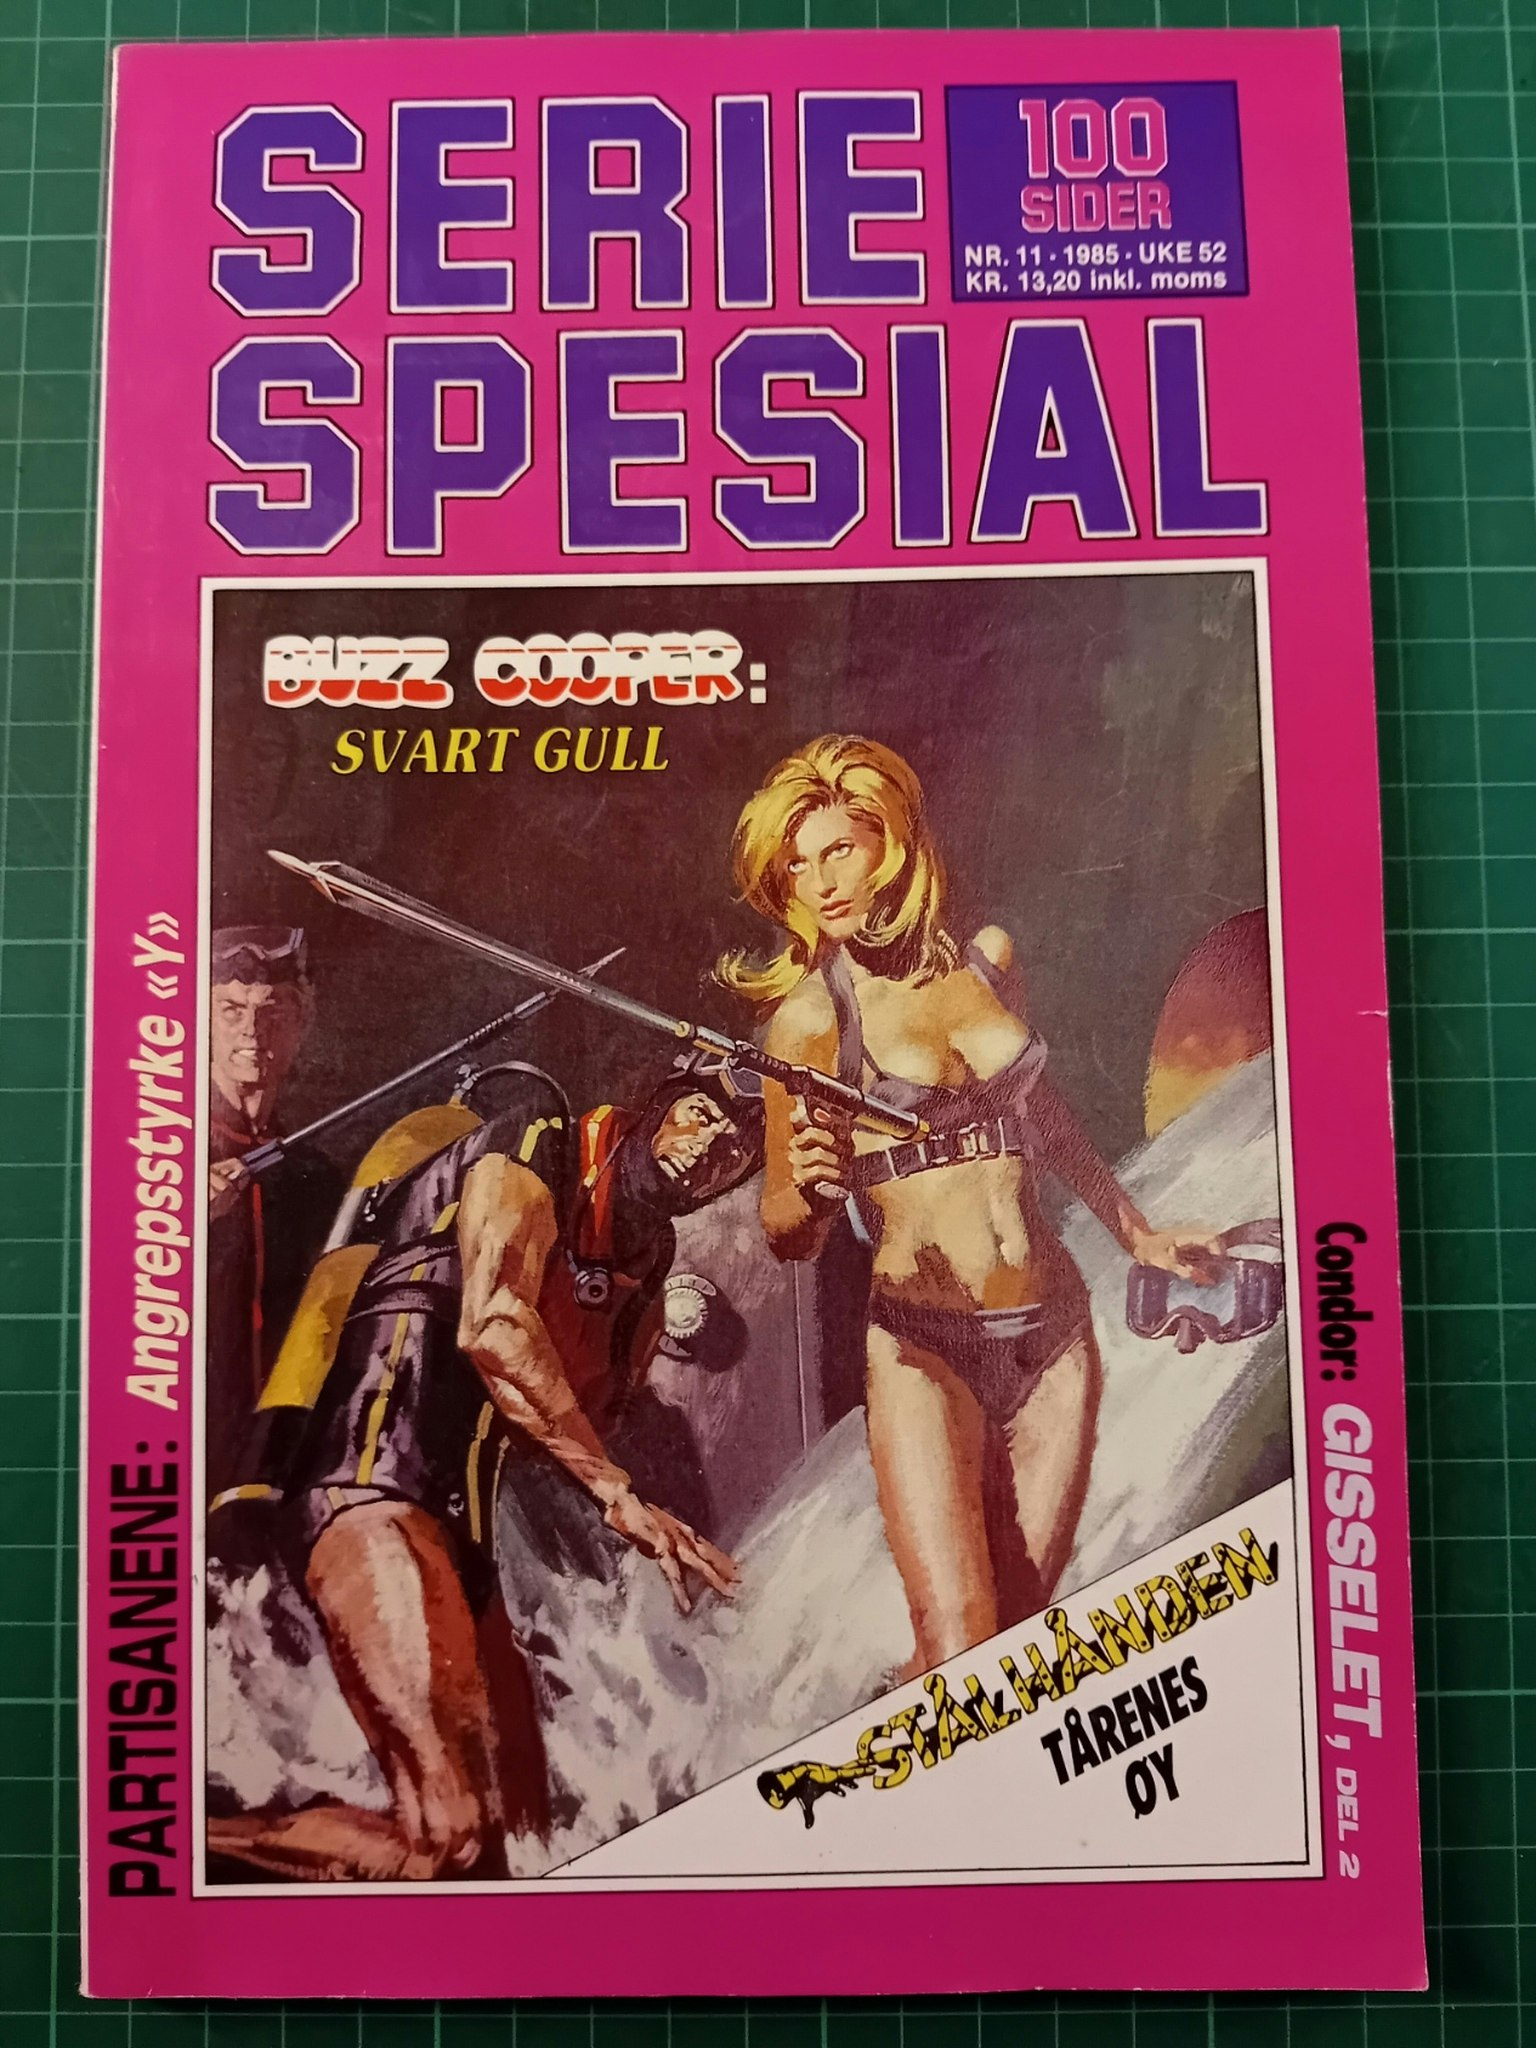 SERIE
SPESIAL
100
SIDER
NR. 11 · 1985 · UKE 52
KR. 13,20 inkl. moms
BUZZ COOPER:
SVART GULL
PARTISANENE: Angrepsstyrke «Y»
Condor: GISSELET, DEL 2
STÅLHÅNDEN
TÅRENES
ØY